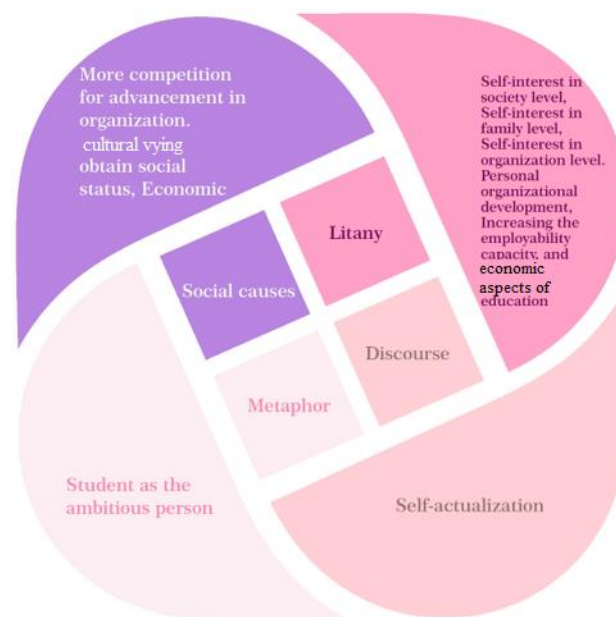 More competition
for advancement in
organization.
cultural vying
obtain social
status, Economic
Self-interest in
society level,
Self-interest in
family level,
Self-interest in
organization level.
Personal
organizational
development,
Increasing the
employability
capacity, and
economic
aspects of
education
Litany
Social causes
Discourse
Metaphor
Student as the
ambitious person
Self-actualization